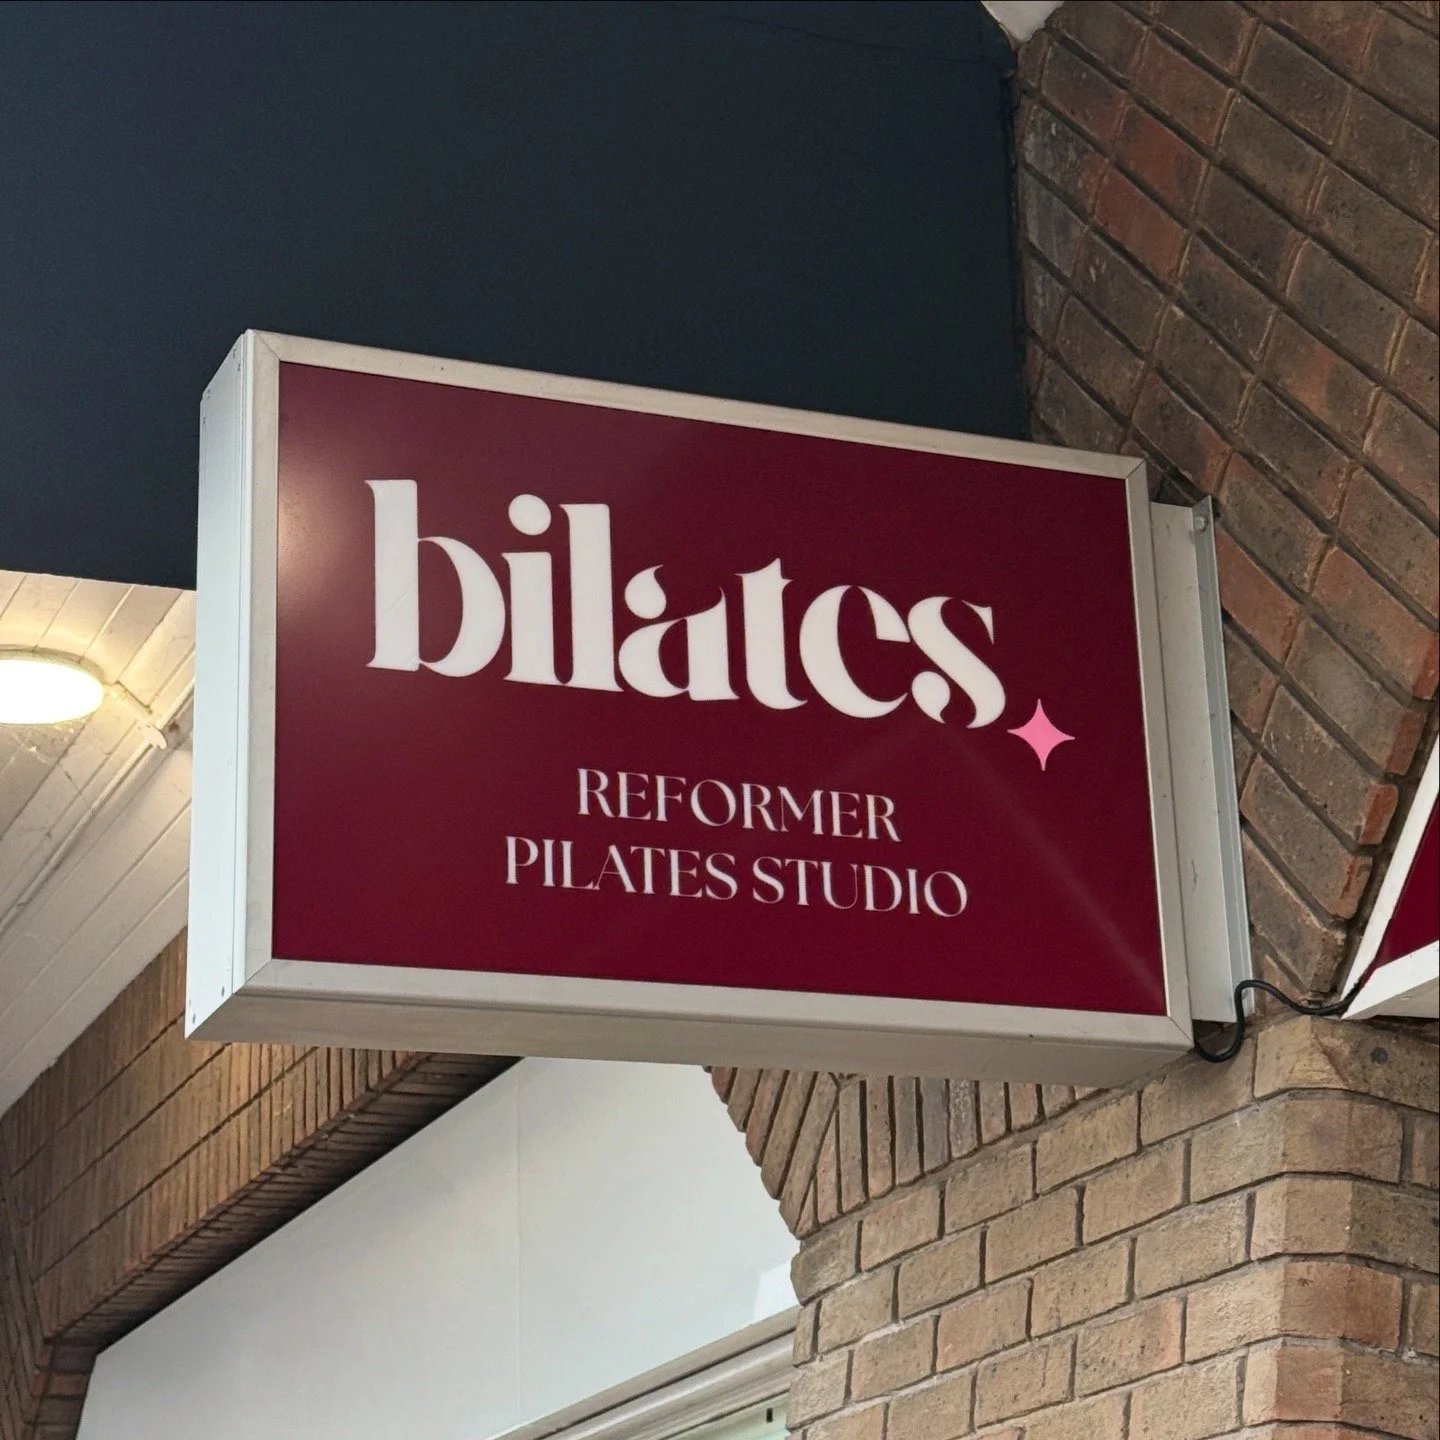 bilates
REFORMER
PILATES STUDIO